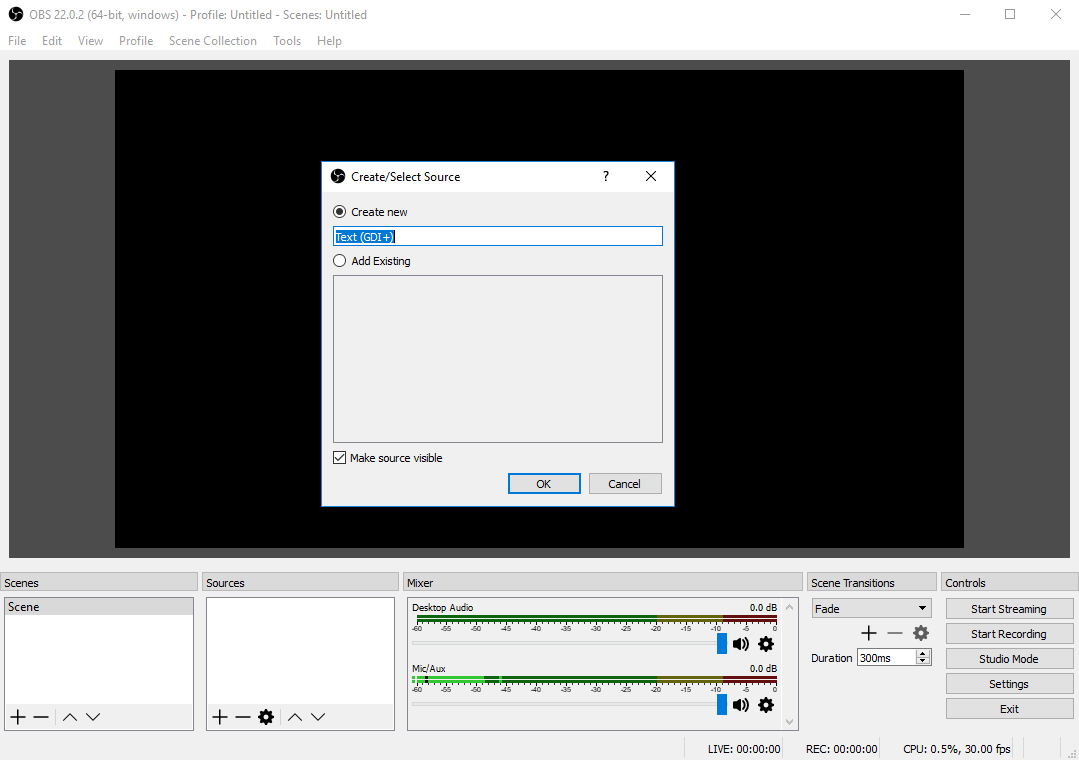 OBS 22.0.2 (64-bit, windows) - Profile: Untitled - Scenes: Untitled
File Edit View Profile Scene Collection Tools Help
Create/Select Source ?
Create new
Text (GDI+)
Add Existing
Make source visible
OK Cancel
Scenes
Scene
Sources
Mixer
Desktop Audio 0.0 dB
-60 -55 -50 -45 -40 -35 -30 -25 -20 -15 -10 -5 0
Mic/Aux 0.0 dB
-60 -55 -50 -45 -40 -35 -30 -25 -20 -15 -10 -5 0
Scene Transitions
Fade
Duration 300ms
Controls
Start Streaming
Start Recording
Studio Mode
Settings
Exit
LIVE: 00:00:00 REC: 00:00:00 CPU: 0.5%, 30.00 fps